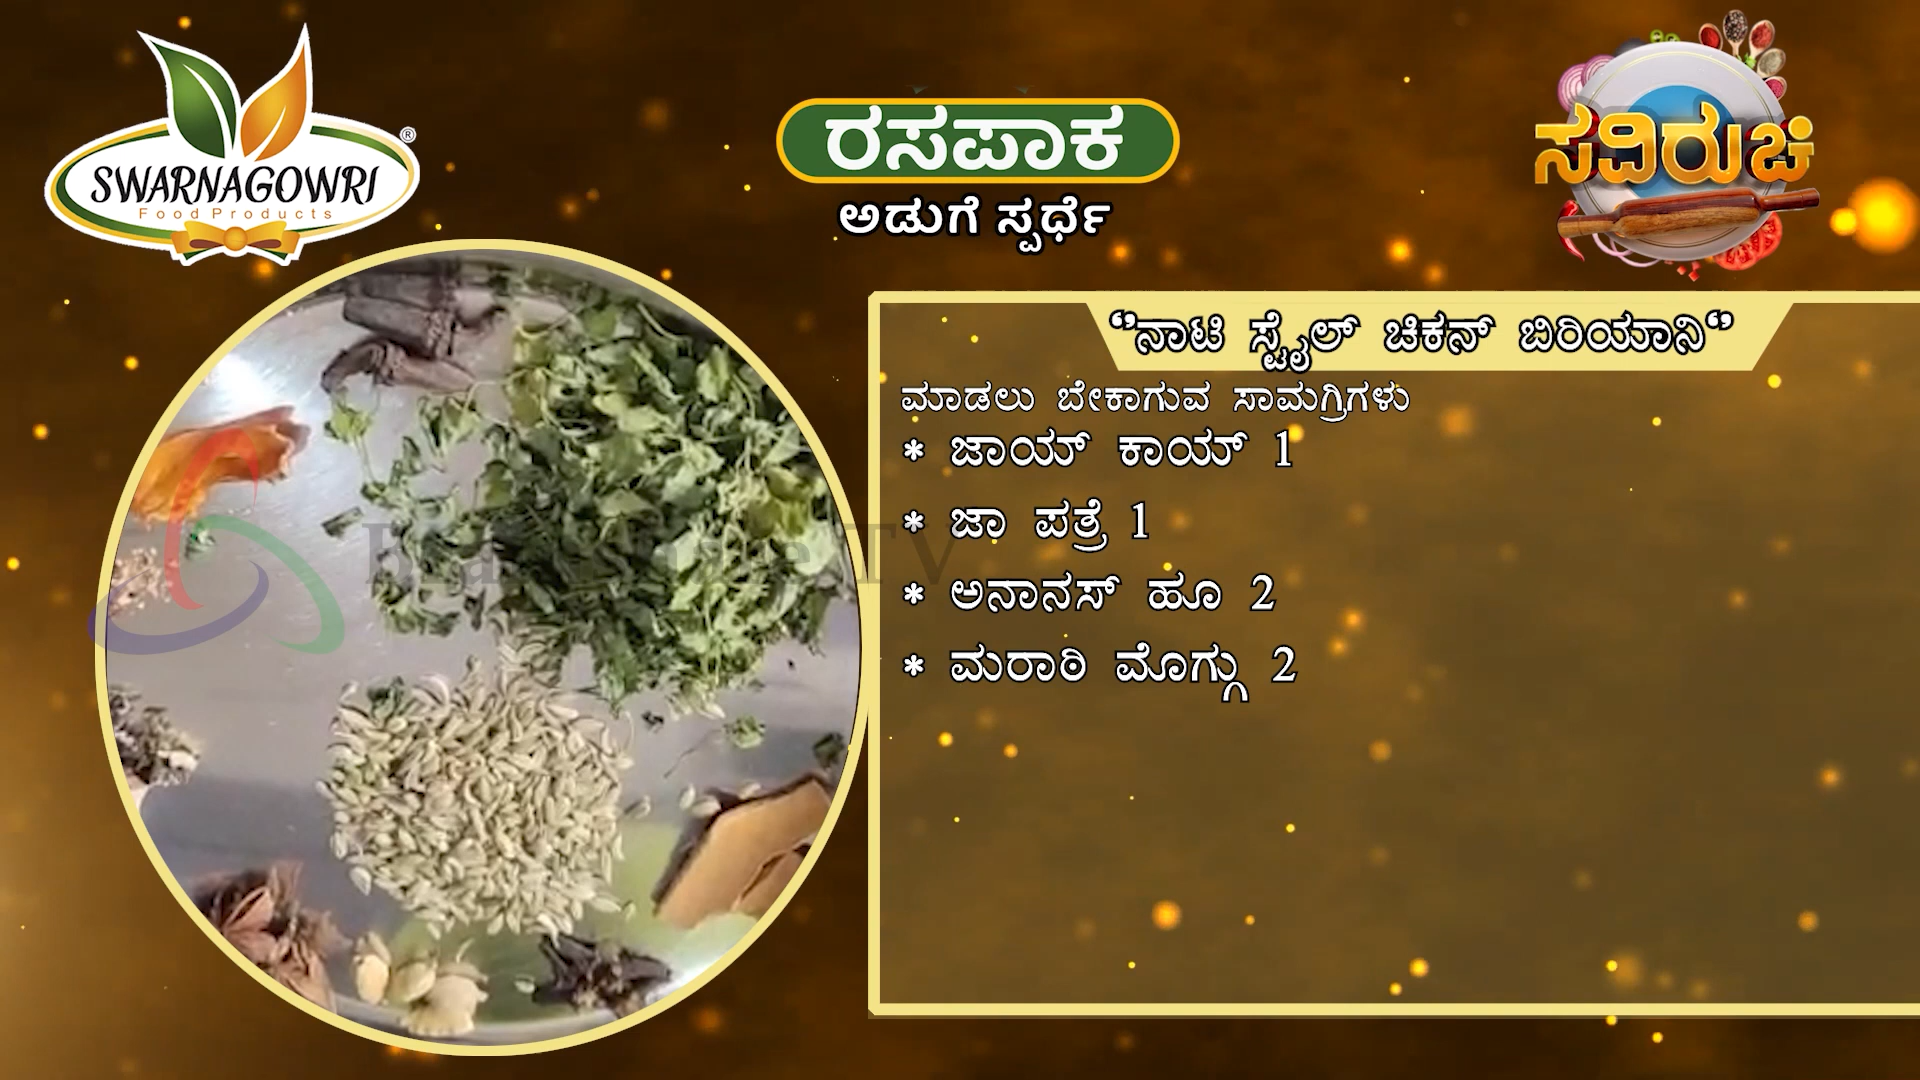 SWARNAGOWRI
®
Food Products
ರಸಪಾಕ
ಅಡುಗೆ ಸ್ಪರ್ಧೆ
ಸವಿರುಚಿ
“ನಾಟಿ ಸ್ಟೈಲ್ ಚಿಕನ್ ಬಿರಿಯಾನಿ“
ಮಾಡಲು ಬೇಕಾಗುವ ಸಾಮಗ್ರಿಗಳು
* ಜಾಯ್ ಕಾಯ್ 1
* ಜಾ ಪತ್ರೆ 1
* ಅನಾನಸ್ ಹೂ 2
* ಮರಾಠಿ ಮೊಗ್ಗು 2
TV